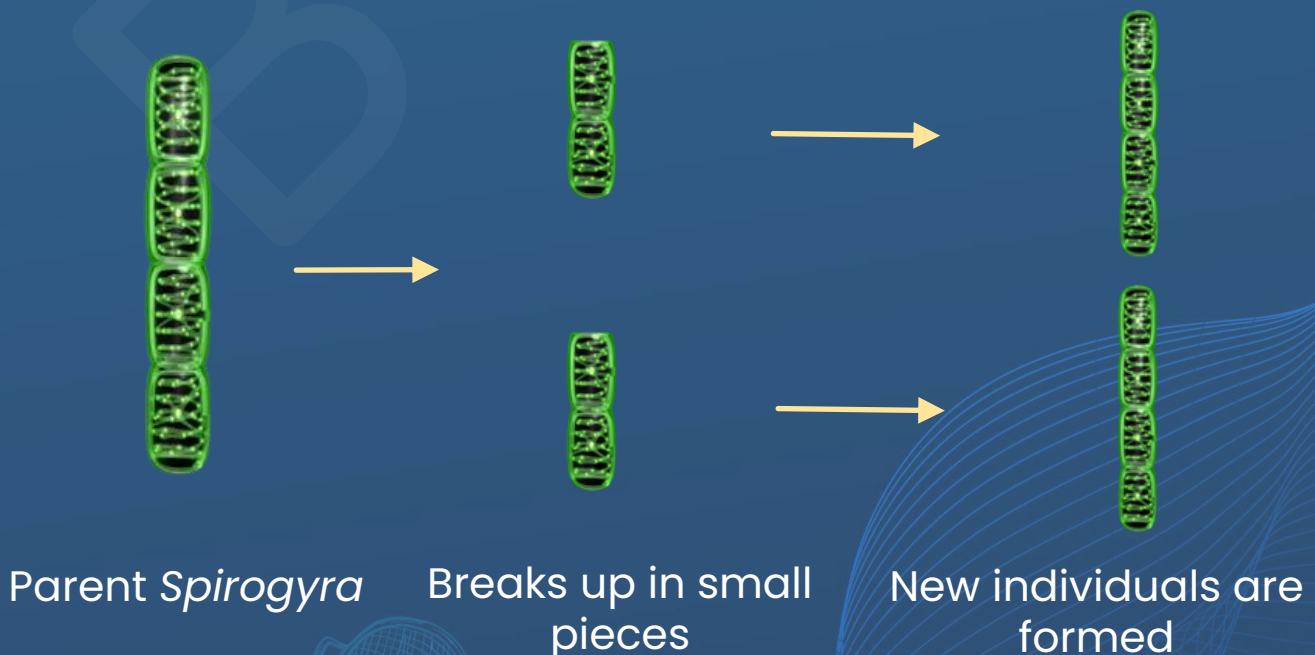 Parent Spirogyra
Breaks up in small
pieces
New individuals are
formed